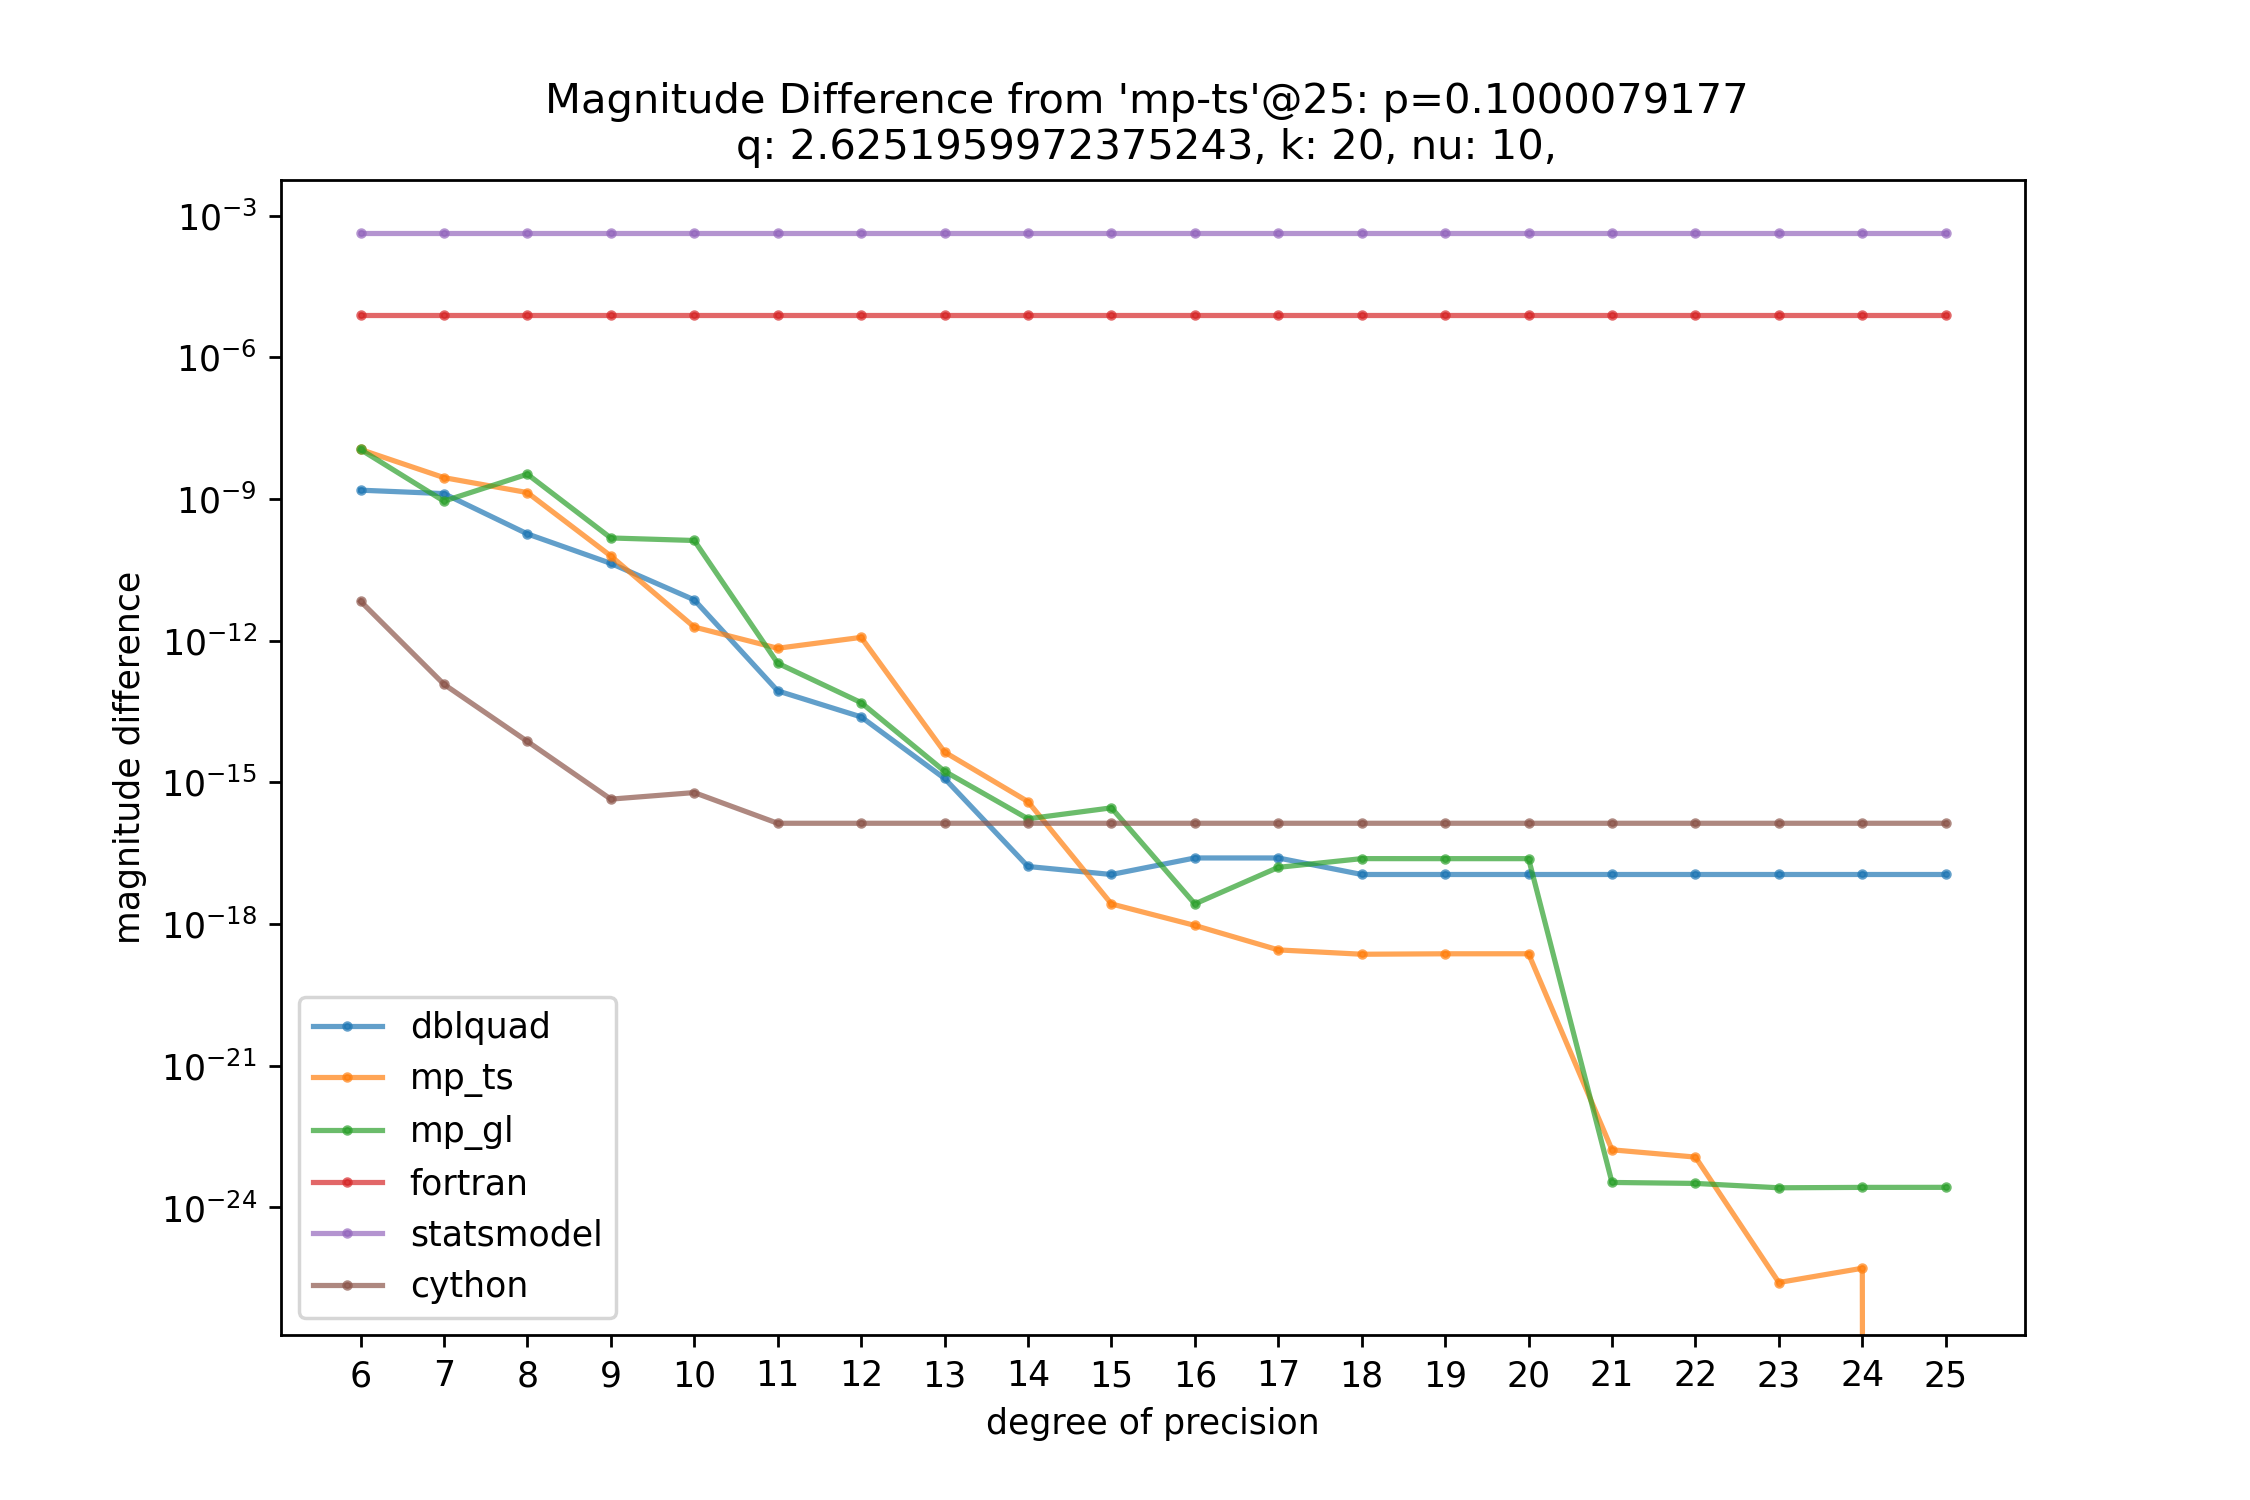 Magnitude Difference from 'mp-ts'@25: p=0.1000079177
q: 2.6251959972375243, k: 20, nu: 10,
magnitude difference
10⁻³
10⁻⁶
10⁻⁹
10⁻¹²
10⁻¹⁵
10⁻¹⁸
10⁻²¹
10⁻²⁴
dblquad
mp_ts
mp_gl
fortran
statsmodel
cython
6 7 8 9 10 11 12 13 14 15 16 17 18 19 20 21 22 23 24 25
degree of precision